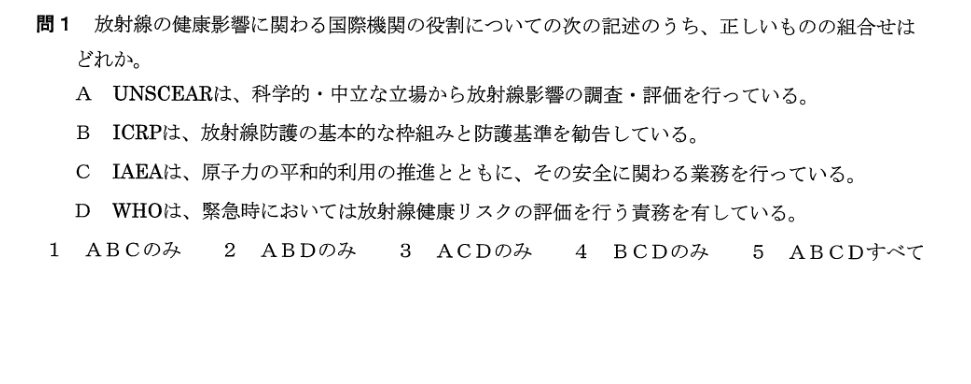 問1　放射線の健康影響に関わる国際機関の役割についての次の記述のうち、正しいものの組合せは
どれか。
A　UNSCEARは、科学的・中立な立場から放射線影響の調査・評価を行っている。
B　ICRPは、放射線防護の基本的な枠組みと防護基準を勧告している。
C　IAEAは、原子力の平和的利用の推進とともに、その安全に関わる業務を行っている。
D　WHOは、緊急時においては放射線健康リスクの評価を行う責務を有している。
1　ABCのみ　2　ABDのみ　3　ACDのみ　4　BCDのみ　5　ABCDすべて